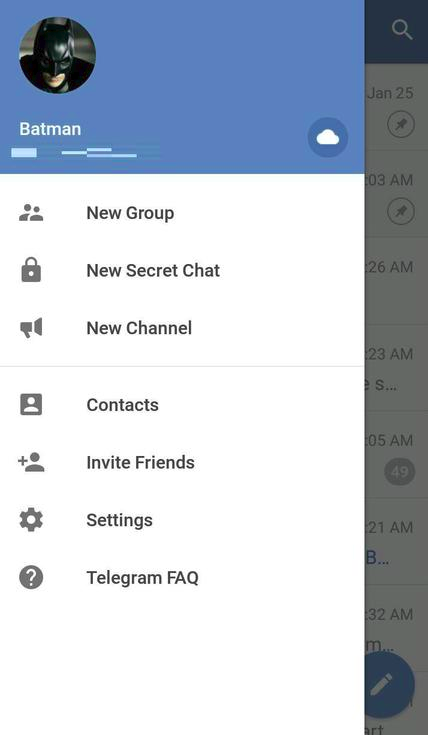 Jan 25
Batman
:03 AM
New Group
:26 AM
New Secret Chat
New Channel
:23 AM
e s...
Contacts
:05 AM
Invite Friends
49
Settings
:21 AM
B...
Telegram FAQ
:32 AM
m...
art